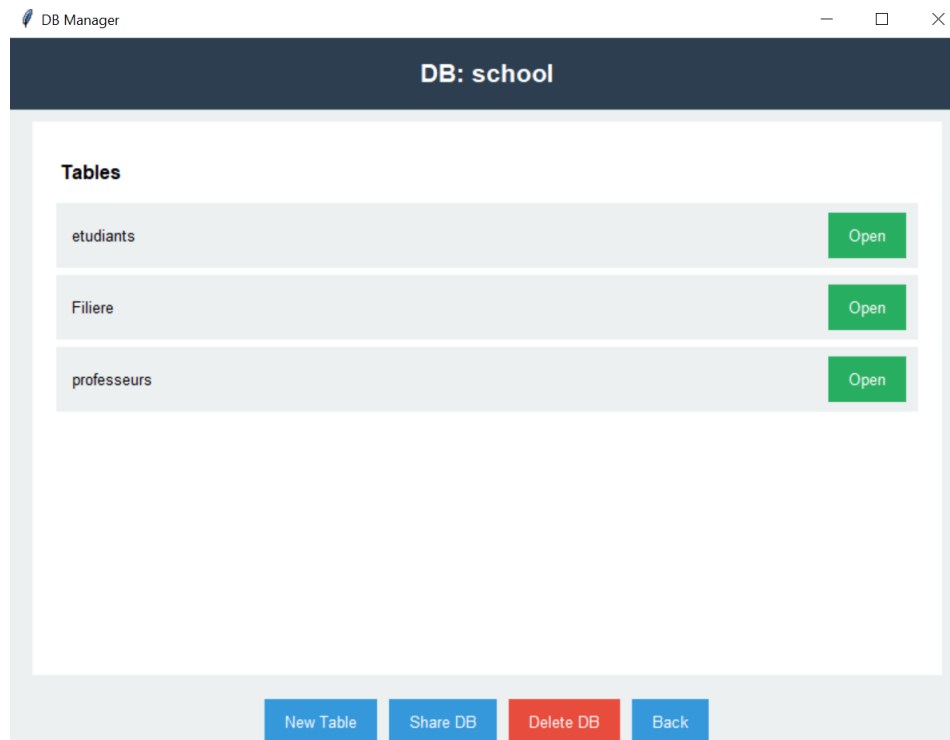 DB Manager
DB: school
Tables
etudiants Open
Filiere Open
professeurs Open
New Table Share DB Delete DB Back